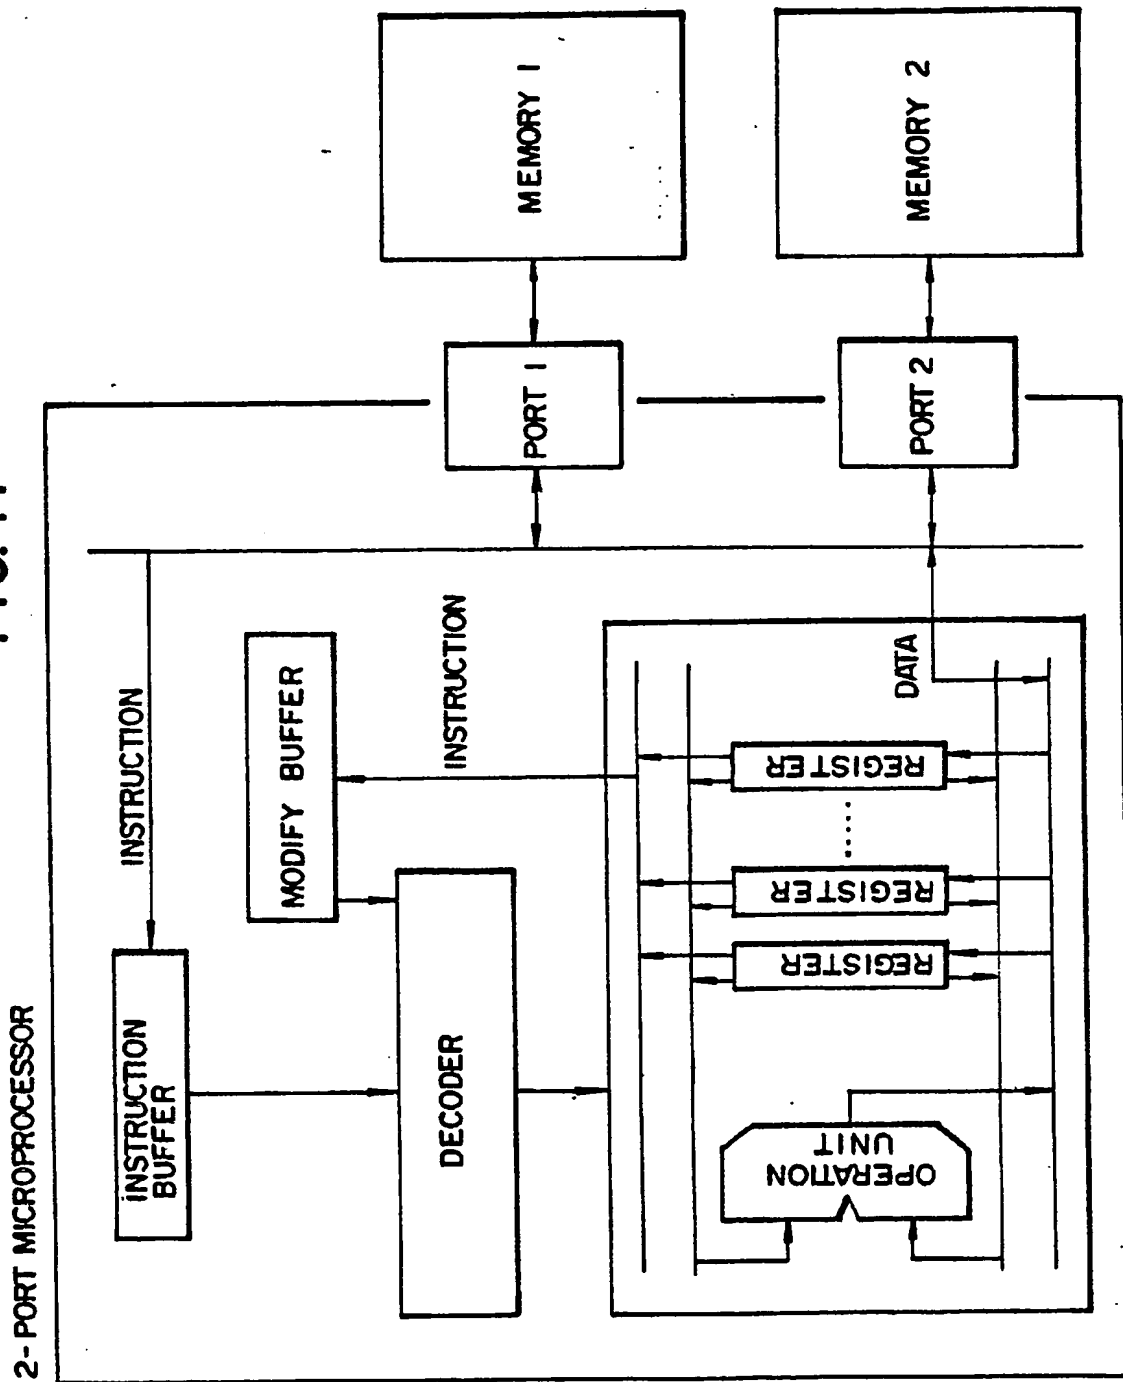 2-PORT MICROPROCESSOR
INSTRUCTION
BUFFER
INSTRUCTION
MODIFY BUFFER
DECODER
INSTRUCTION
OPERATION
UNIT
REGISTER
REGISTER
.....
REGISTER
DATA
PORT 1
PORT 2
MEMORY 1
MEMORY 2